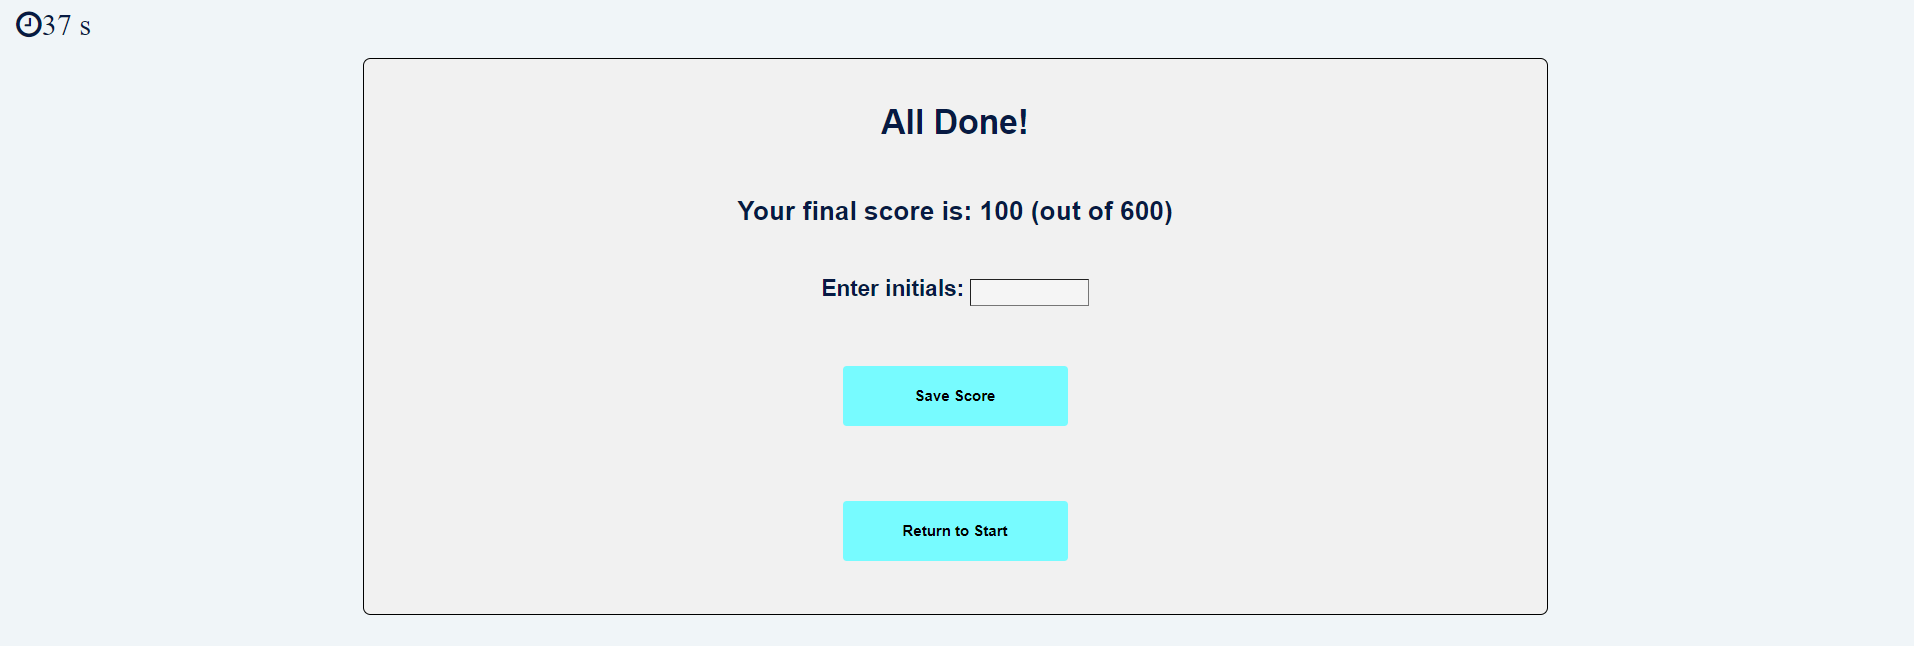 37 s
All Done!
Your final score is: 100 (out of 600)
Enter initials:
Save Score
Return to Start